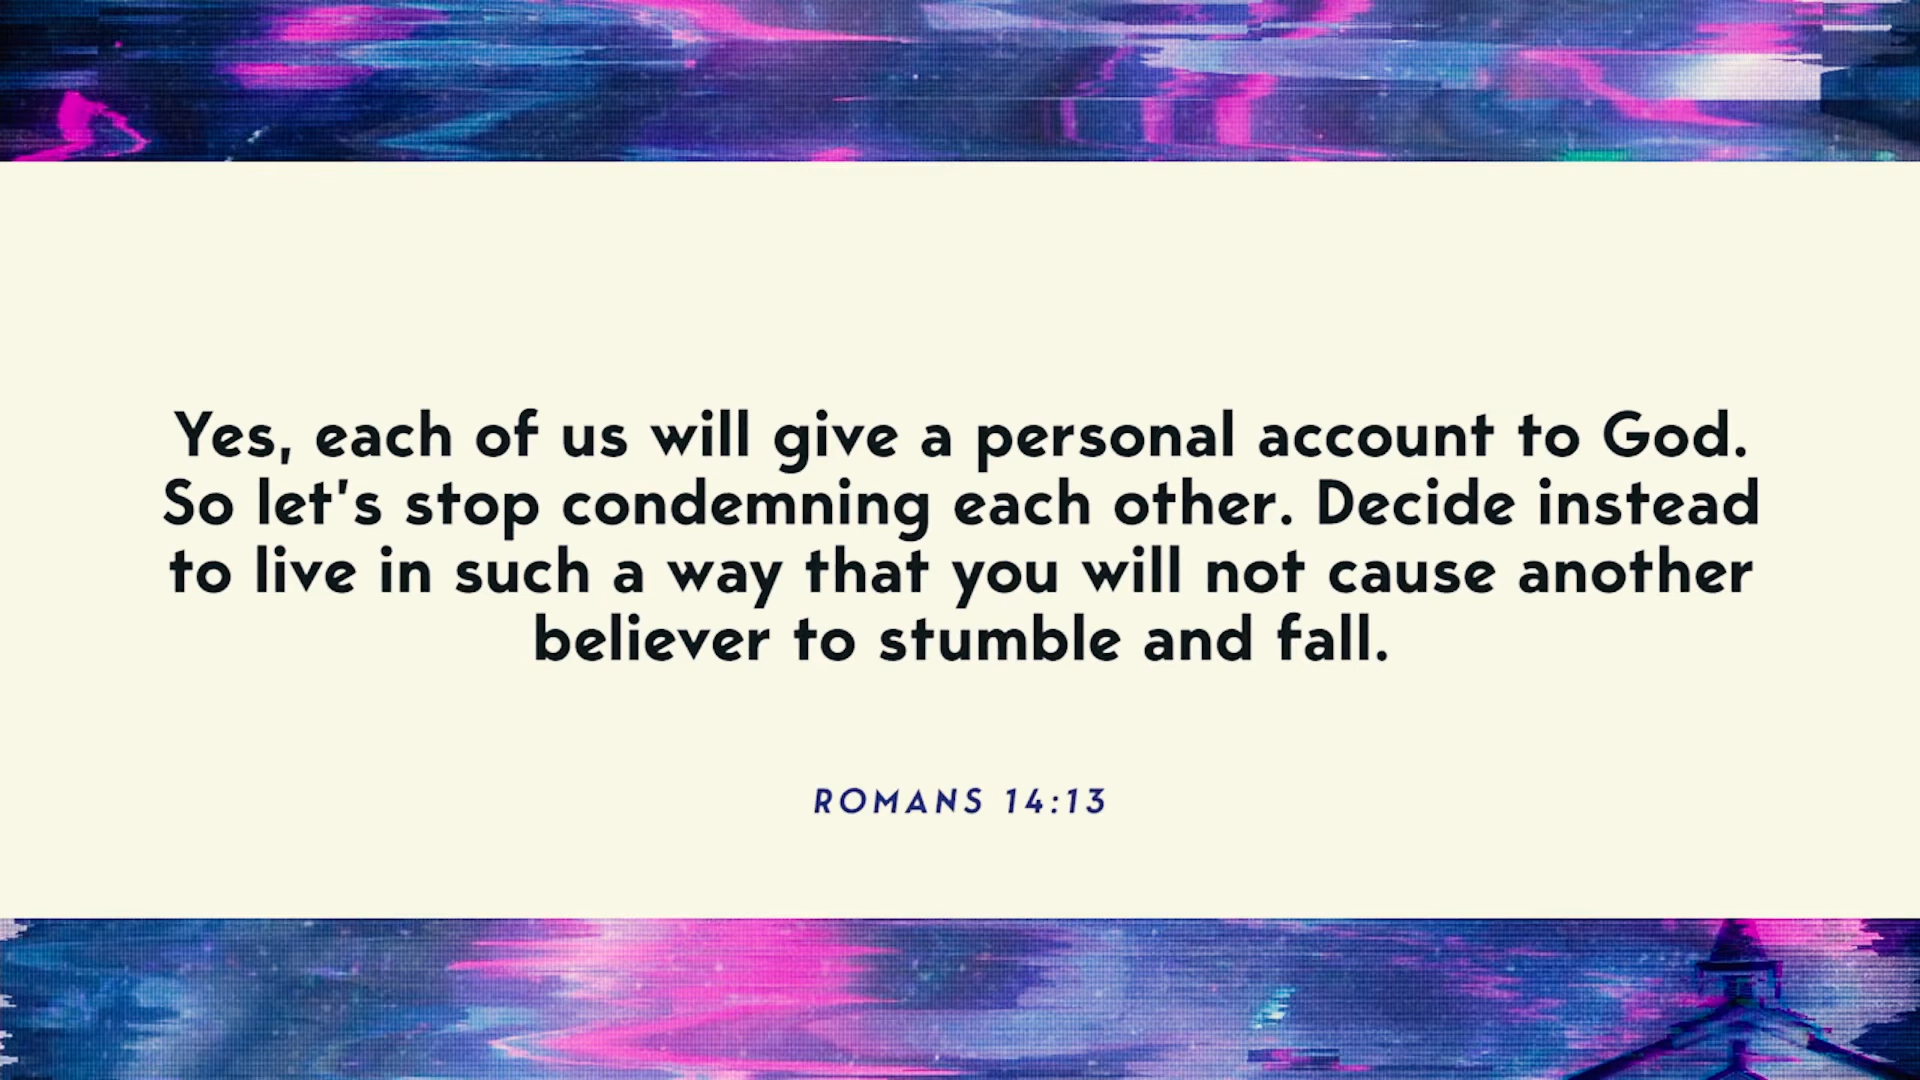 Yes, each of us will give a personal account to God.
So let's stop condemning each other. Decide instead
to live in such a way that you will not cause another
believer to stumble and fall.
ROMANS 14:13